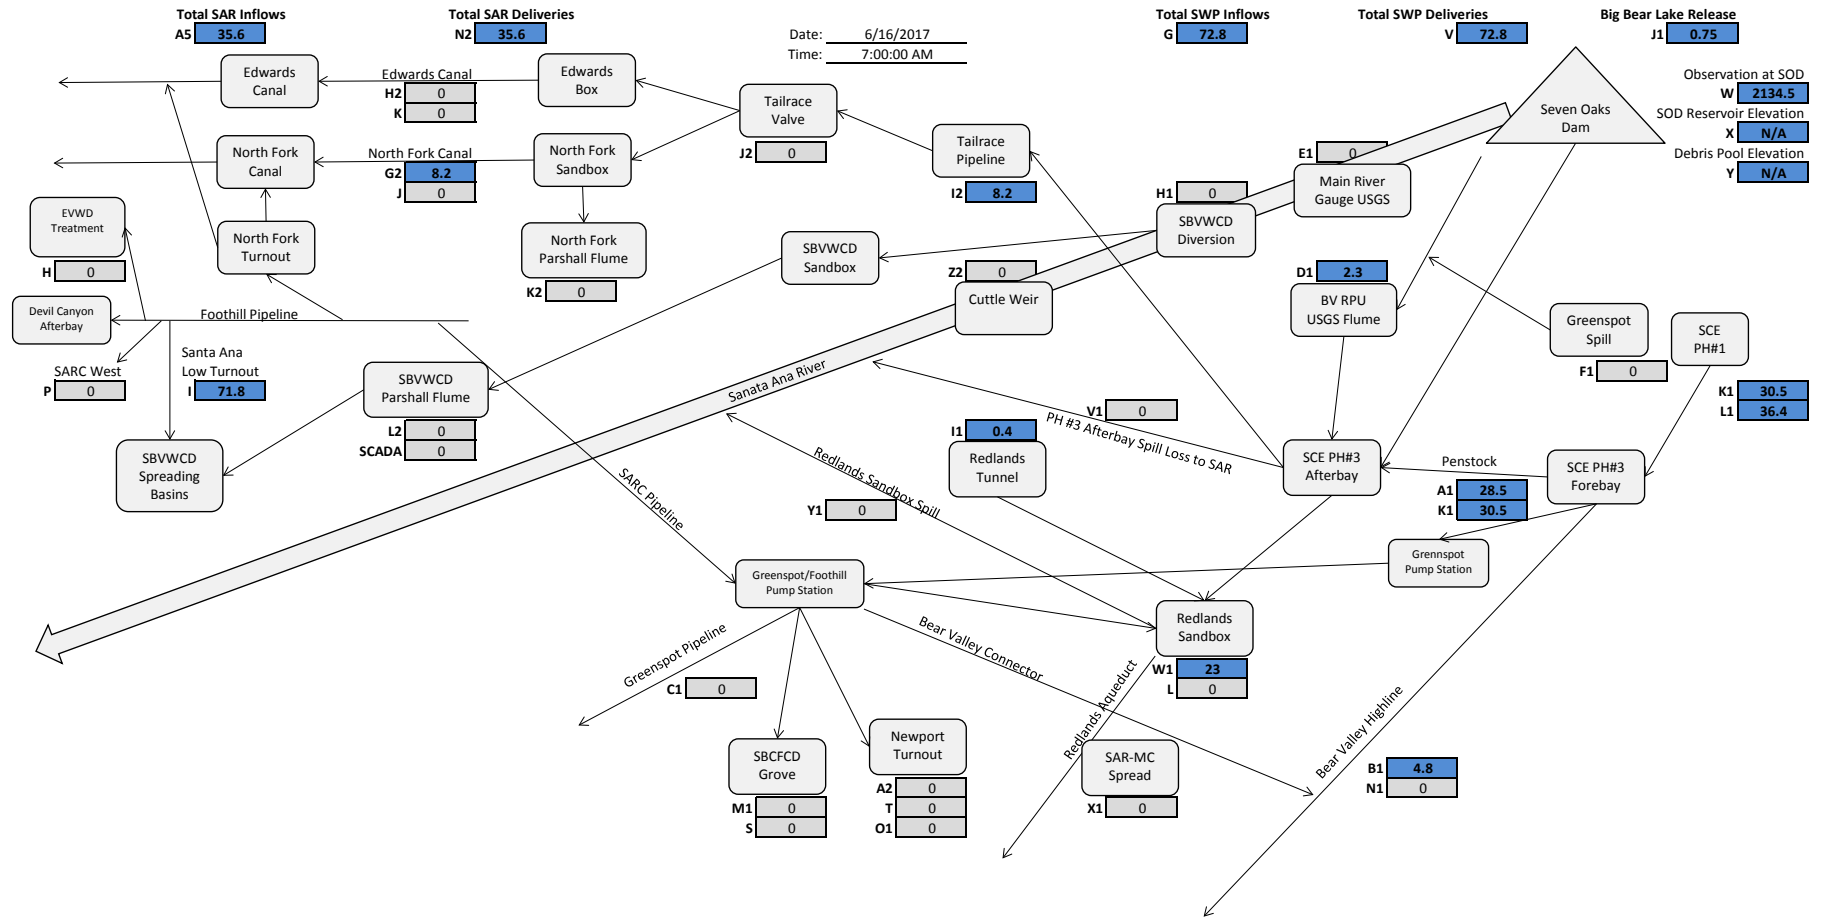 Total SAR Inflows
A5 35.6
Total SAR Deliveries
N2 35.6
Date: 6/16/2017
Time: 7:00:00 AM
Total SWP Inflows
G 72.8
Total SWP Deliveries
V 72.8
Big Bear Lake Release
J1 0.75
Observation at SOD
W 2134.5
SOD Reservoir Elevation
X N/A
Debris Pool Elevation
Y N/A
Seven Oaks
Dam
Edwards
Canal
Edwards Canal
H2 0
K 0
Edwards
Box
Tailrace
Valve
J2 0
Tailrace
Pipeline
I2 8.2
E1 0
Main River
Gauge USGS
H1 0
SBVWCD
Diversion
North Fork
Canal
North Fork Canal
G2 8.2
J 0
North Fork
Sandbox
EVWD
Treatment
H 0
North Fork
Turnout
North Fork
Parshall Flume
K2 0
SBVWCD
Sandbox
Z2 0
Cuttle Weir
D1 2.3
BV RPU
USGS Flume
Greenspot
Spill
F1 0
SCE
PH#1
K1 30.5
L1 36.4
Devil Canyon
Afterbay
Foothill Pipeline
SARC West
P 0
Santa Ana
Low Turnout
I 71.8
SBVWCD
Parshall Flume
L2 0
SCADA 0
SBVWCD
Spreading
Basins
Sanata Ana River
V1 0
PH #3 Afterbay Spill Loss to SAR
I1 0.4
Redlands
Tunnel
Redlands Sandbox Spill
Y1 0
SARC Pipeline
SCE PH#3
Afterbay
Penstock
A1 28.5
K1 30.5
SCE PH#3
Forebay
Grennspot
Pump Station
Greenspot/Foothill
Pump Station
Redlands
Sandbox
W1 23
L 0
Greenspot Pipeline
C1 0
Bear Valley Connector
Redlands Aqueduct
Bear Valley Highline
SBCFCD
Grove
M1 0
S 0
Newport
Turnout
A2 0
T 0
O1 0
SAR-MC
Spread
X1 0
B1 4.8
N1 0